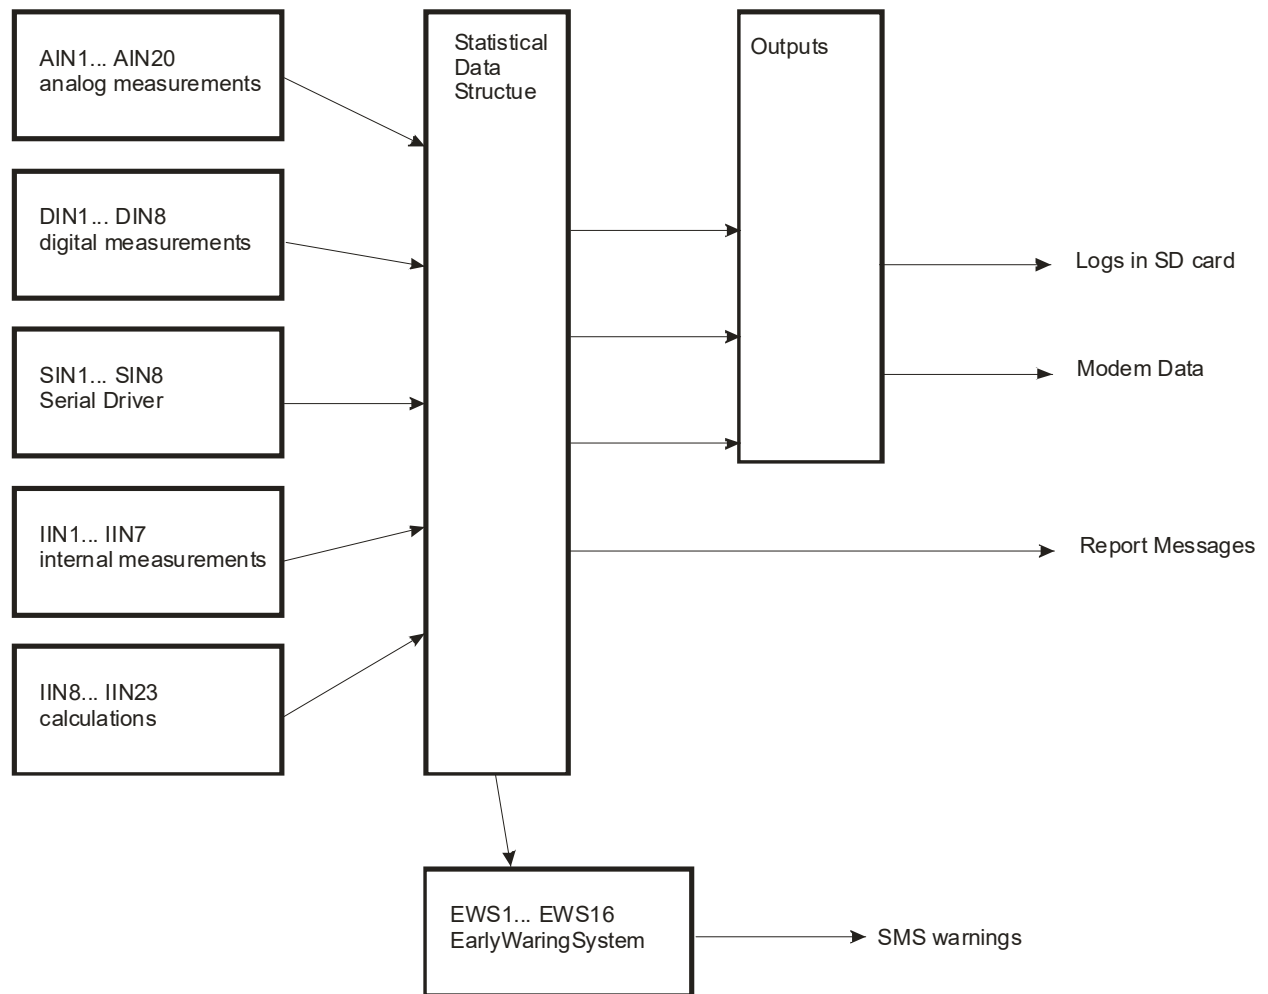 AIN1... AIN20
analog measurements
DIN1... DIN8
digital measurements
SIN1... SIN8
Serial Driver
IIN1... IIN7
internal measurements
IIN8... IIN23
calculations
Statistical
Data
Structue
Outputs
Logs in SD card
Modem Data
Report Messages
EWS1... EWS16
EarlyWaringSystem
SMS warnings